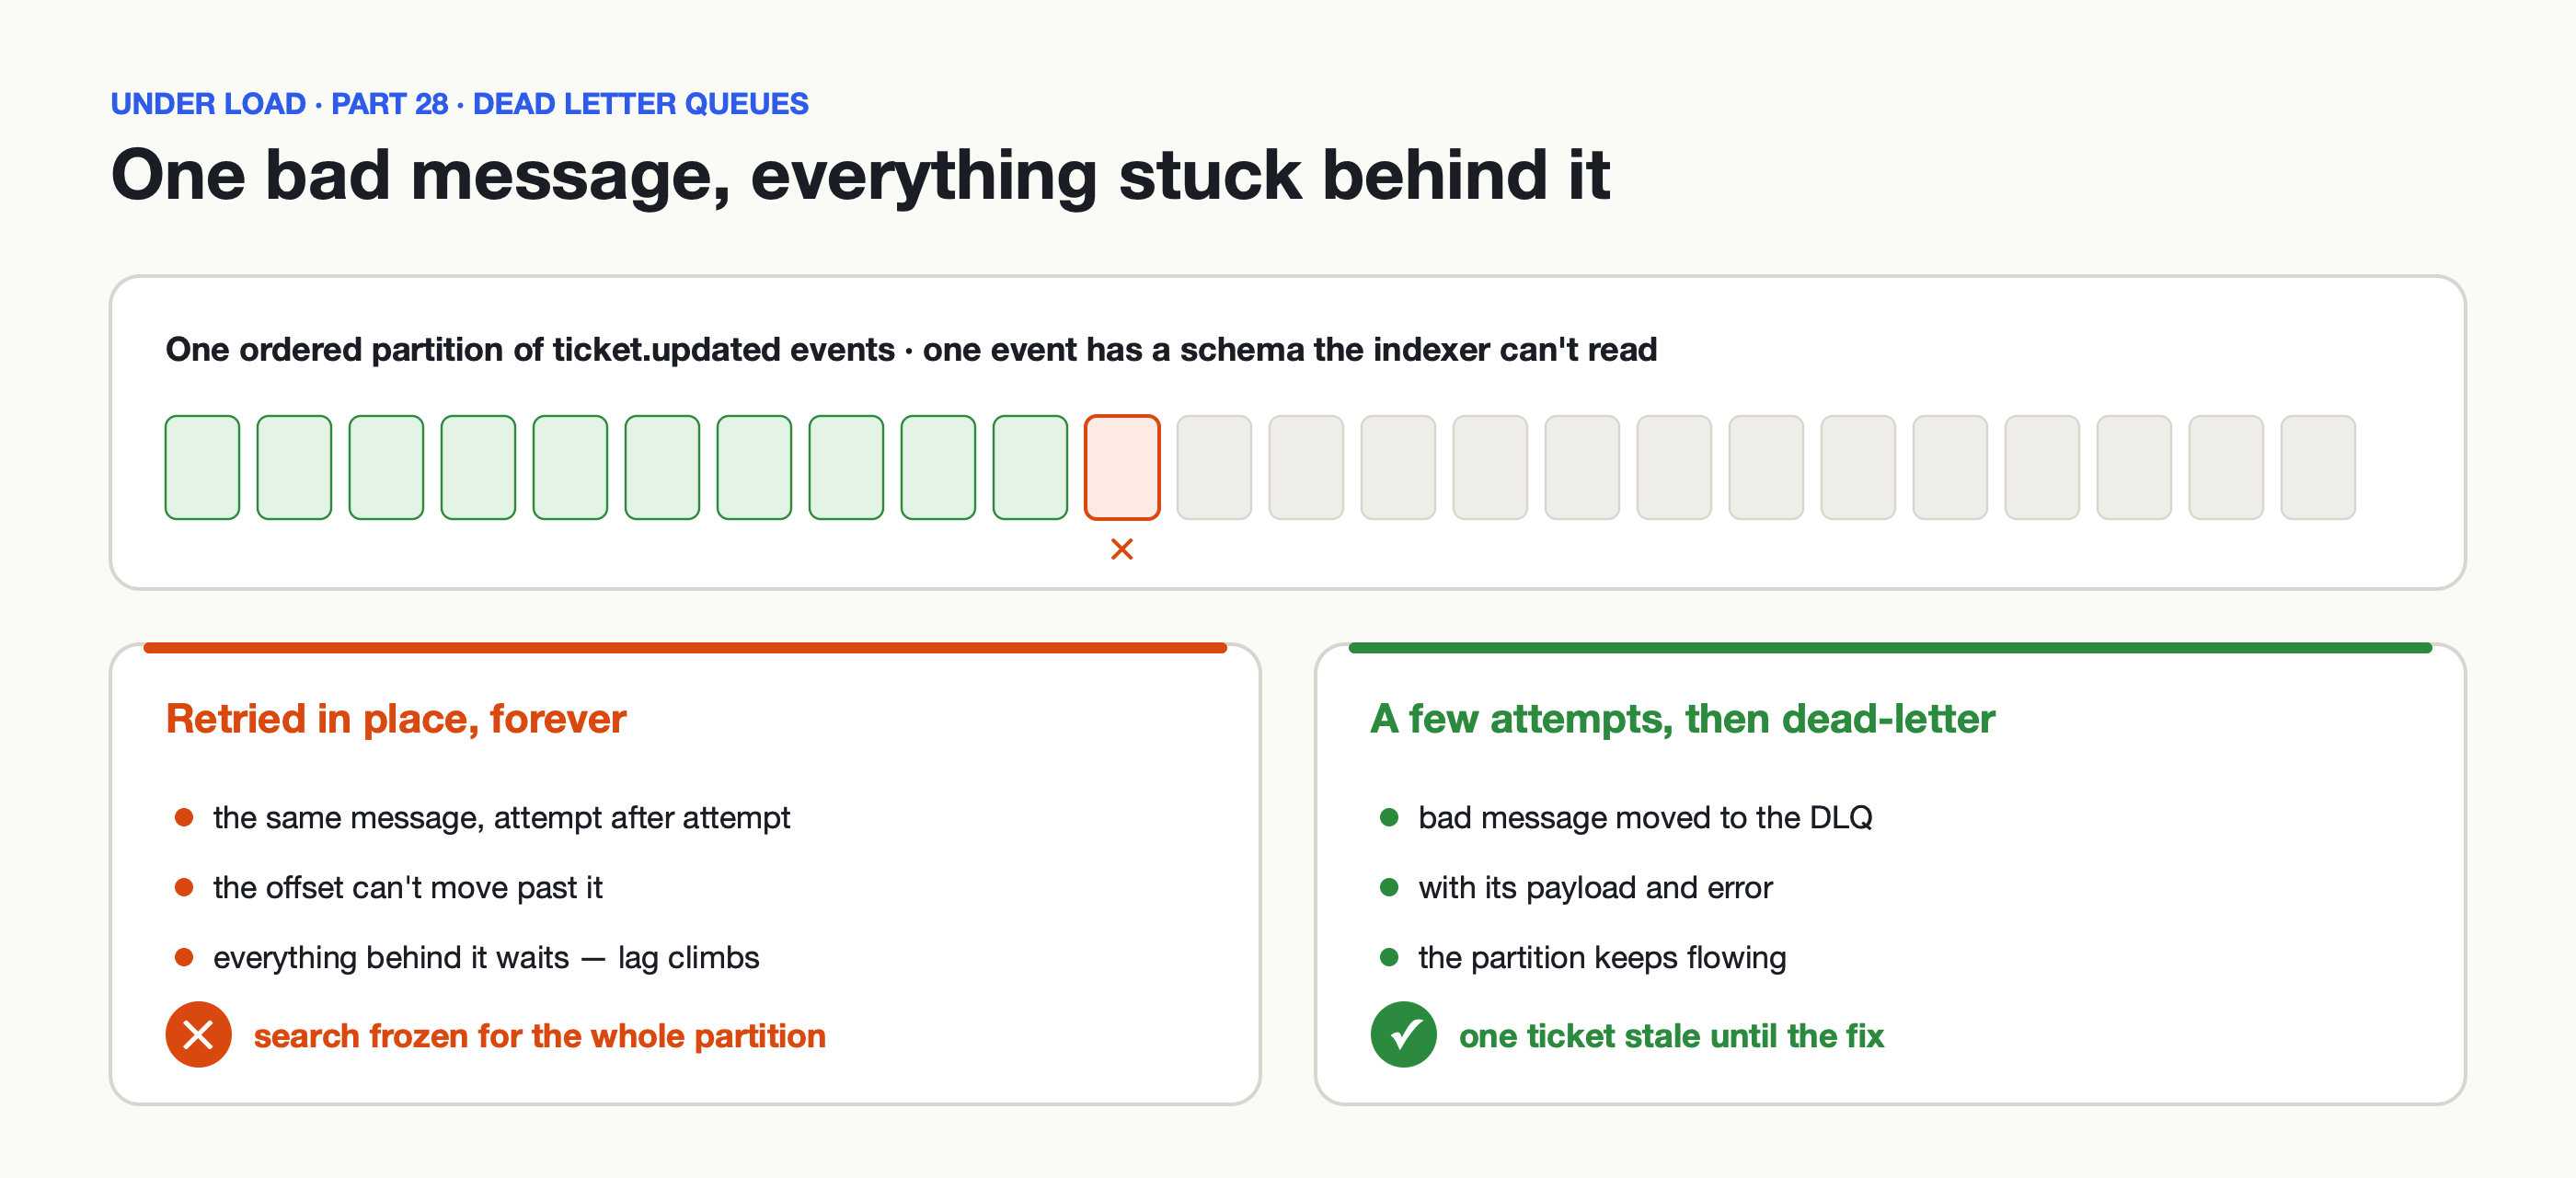 UNDER LOAD · PART 28 · DEAD LETTER QUEUES
One bad message, everything stuck behind it
One ordered partition of ticket.updated events · one event has a schema the indexer can't read
✕
Retried in place, forever
the same message, attempt after attempt
the offset can't move past it
everything behind it waits — lag climbs
✕ search frozen for the whole partition
A few attempts, then dead-letter
bad message moved to the DLQ
with its payload and error
the partition keeps flowing
✓ one ticket stale until the fix